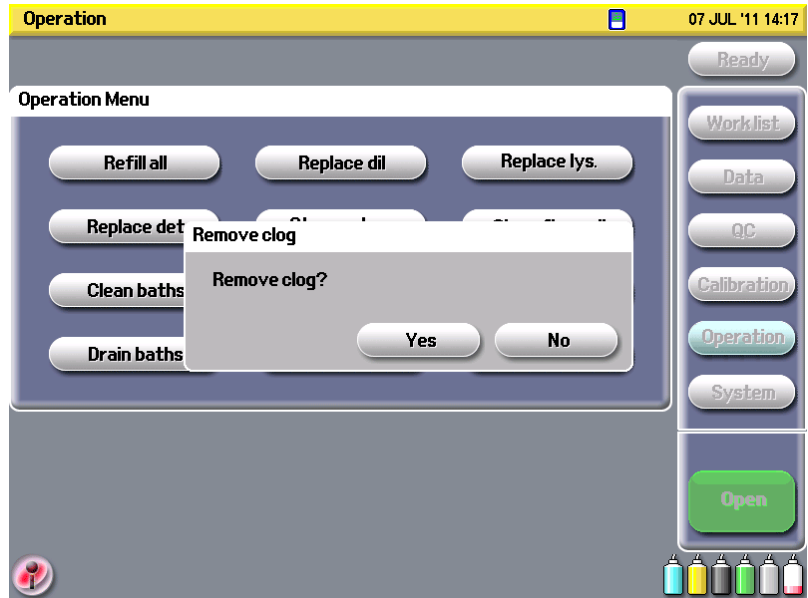 Operation
07 JUL '11 14:17
Ready
Operation Menu
Work list
Refill all
Replace dil
Replace lys.
Data
Replace det
QC
Remove clog
Remove clog?
Clean baths
Calibration
Yes
No
Operation
Drain baths
System
Open